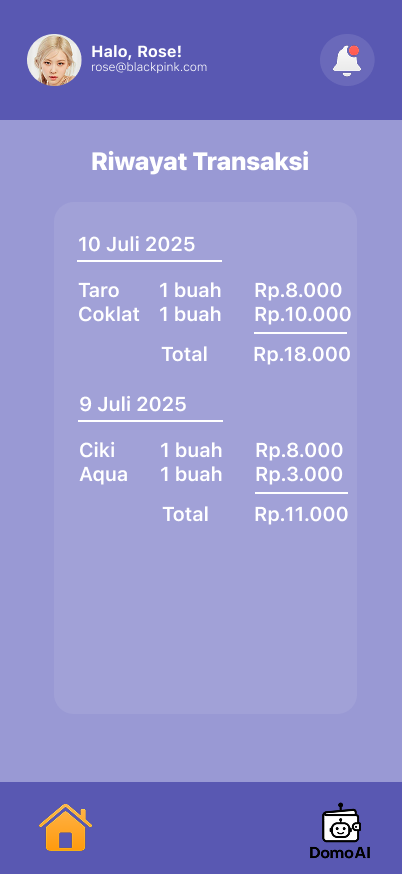 Halo, Rose!
rose@blackpink.com
Riwayat Transaksi
10 Juli 2025
Taro 1 buah Rp.8.000
Coklat 1 buah Rp.10.000
Total Rp.18.000
9 Juli 2025
Ciki 1 buah Rp.8.000
Aqua 1 buah Rp.3.000
Total Rp.11.000
DomoAI